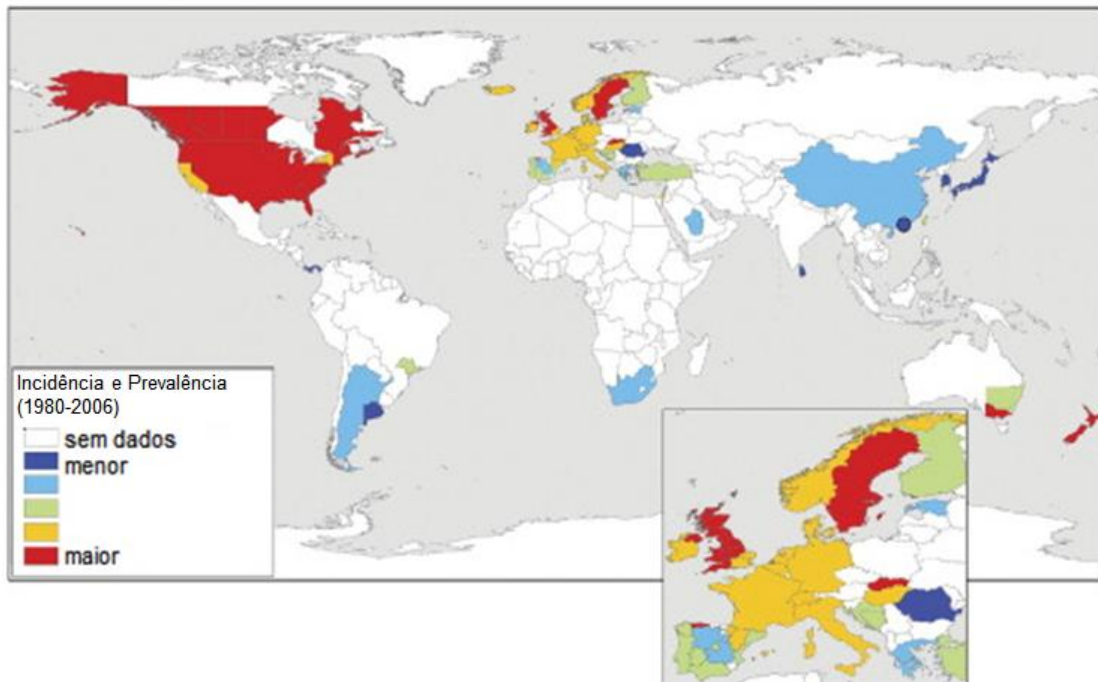 Incidência e Prevalência
(1980-2006)
sem dados
menor
maior